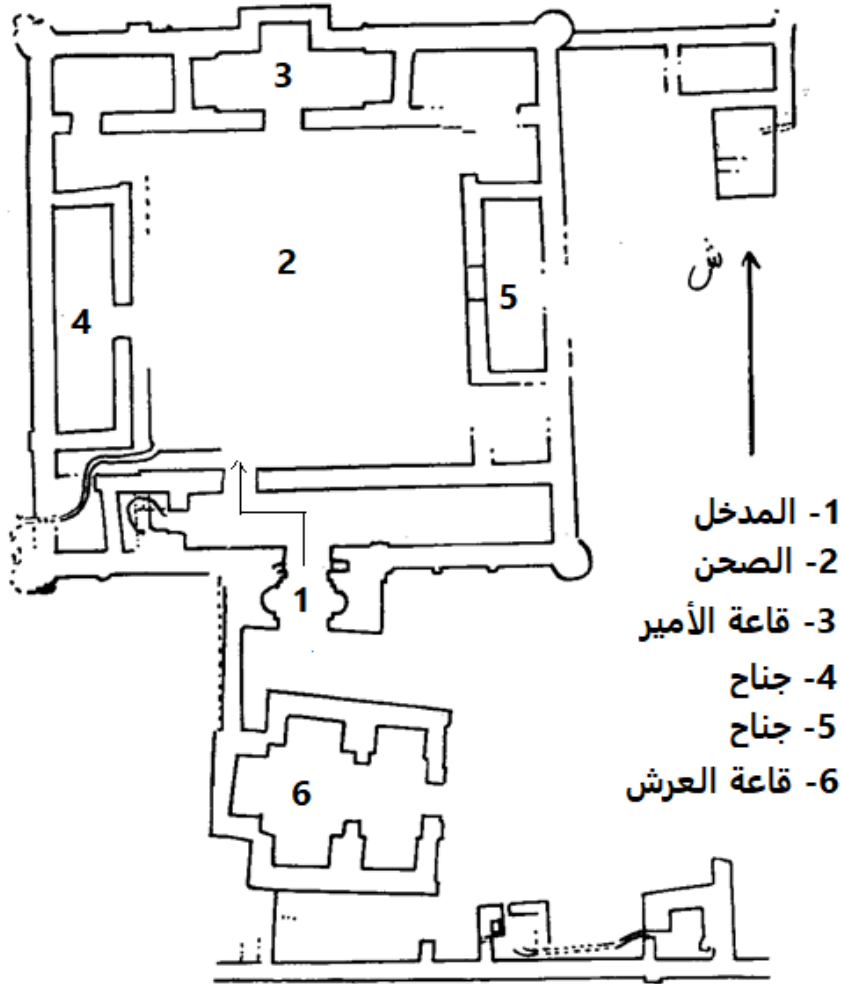 3
2
5
4
ش
1
6
1- المدخل
2- الصحن
3- قاعة الأمير
4- جناح
5- جناح
6- قاعة العرش